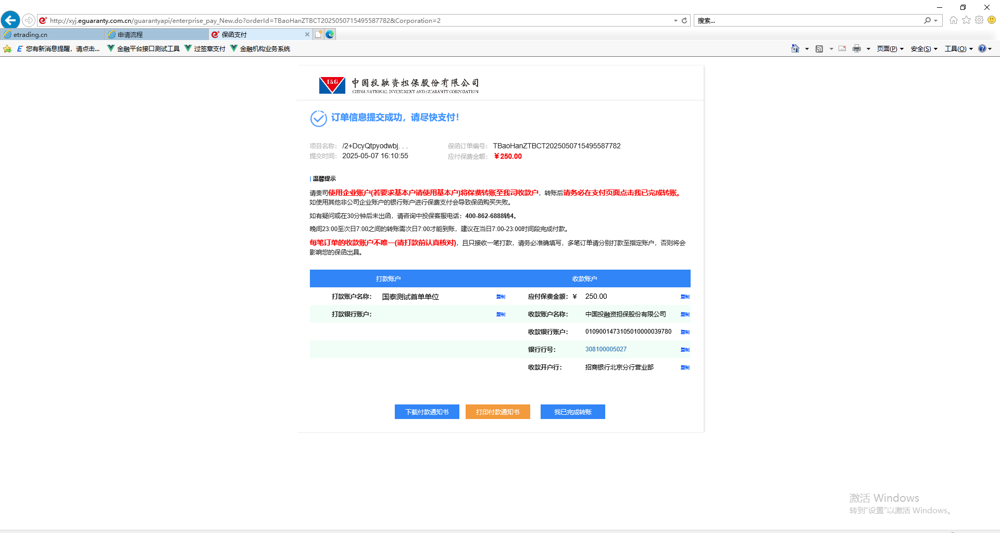 http://xyj.eguaranty.com.cn/guarantyapi/enterprise_pay_New.do?orderId=TBaoHanZTBCT2025050715495587782&Corporation=2
搜索...
etrading.cn
申请流程
保函支付
您有新消息提醒，请点击...
金融平台接口测试工具
过签章支付
金融机构业务系统
页面(P)
安全(S)
工具(O)
I&G
中国投融资担保股份有限公司
CHINA NATIONAL INVESTMENT AND GUARANTY CORPORATION
订单信息提交成功，请尽快支付！
项目名称： /2+DcyQtpyodwbj. . .
保函订单编号： TBaoHanZTBCT2025050715495587782
提交时间： 2025-05-07 16:10:55
应付保费金额： ￥250.00
温馨提示
请贵司使用企业账户(若要求基本户请使用基本户)将保费转账至我司收款户，转账后请务必在支付页面点击我已完成转账。
如使用其他非公司企业账户的银行账户进行保费支付会导致保函购买失败。
如有疑问或在30分钟后未出函，请咨询中投保客服电话：400-862-6888转4。
晚间23:00至次日7:00之间的转账需次日7:00才能到账，建议在当日7:00-23:00时间段完成付款。
每笔订单的收款账户不唯一(请打款前认真核对)，且只接收一笔打款，请务必准确填写，多笔订单请分别打款至指定账户，否则将会
影响您的保函出具。
打款账户
收款账户
打款账户名称： 国泰测试首单单位 复制
应付保费金额：￥ 250.00 复制
打款银行账户： 复制
收款账户名称： 中国投融资担保股份有限公司 复制
收款银行账户： 0109001473105010000039780 复制
银行行号： 308100005027 复制
收款开户行： 招商银行北京分行营业部 复制
下载付款通知书
打印付款通知书
我已完成转账
激活 Windows
转到"设置"以激活 Windows。